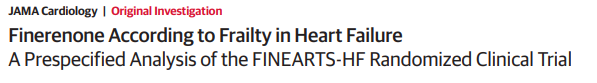 JAMA Cardiology | Original Investigation
Finerenone According to Frailty in Heart Failure
A Prespecified Analysis of the FINEARTS-HF Randomized Clinical Trial